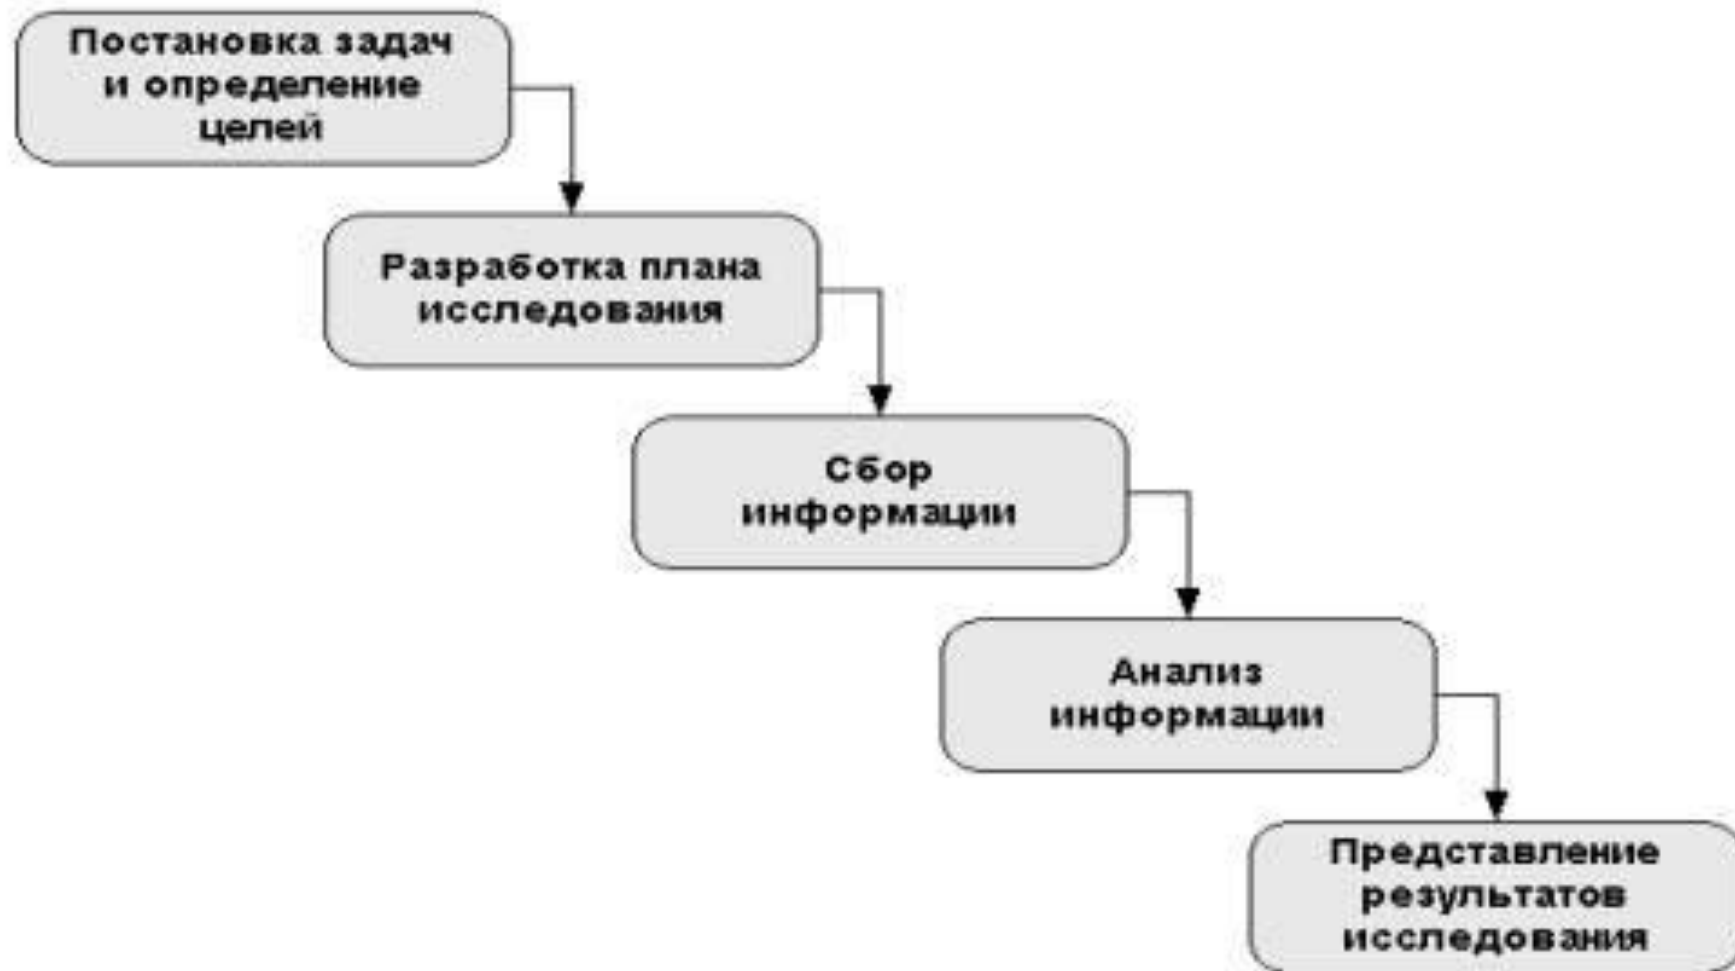 Постановка задач
и определение
целей
Разработка плана
исследования
Сбор
информации
Анализ
информации
Представление
результатов
исследования